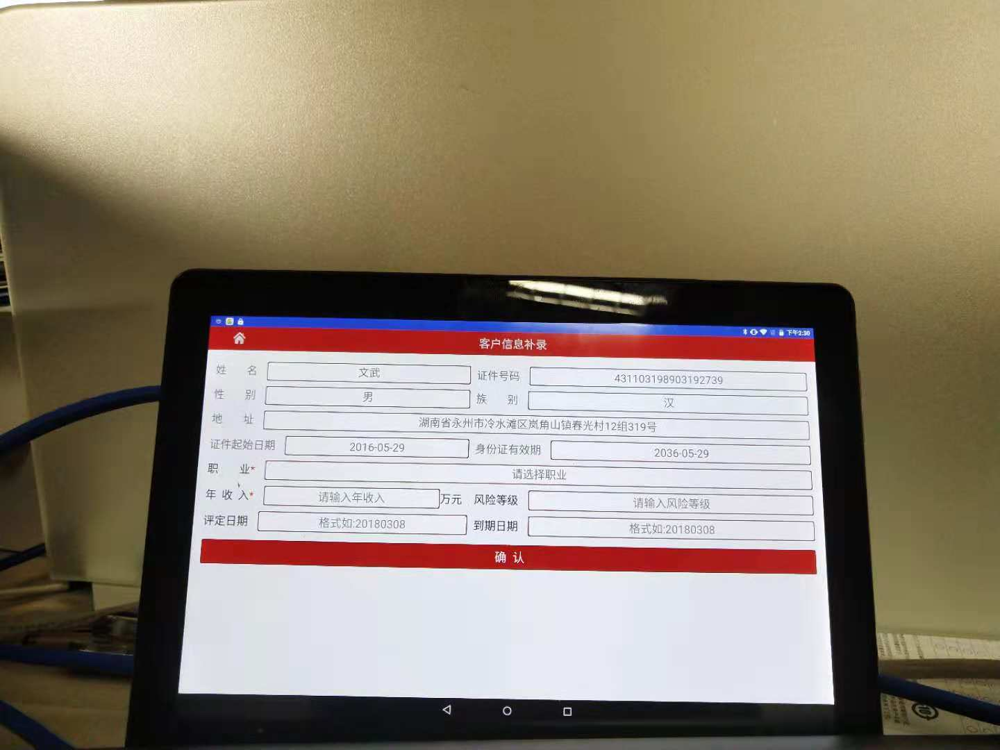 下午2:30
客户信息补录
姓 名 文武 证件号码 431103198903192739
性 别 男 族 别 汉
地 址 湖南省永州市冷水滩区岚角山镇春光村12组319号
证件起始日期 2016-05-29 身份证有效期 2036-05-29
职 业* 请选择职业
年 收 入* 请输入年收入 万元 风险等级 请输入风险等级
评定日期 格式如:20180308 到期日期 格式如:20180308
确 认